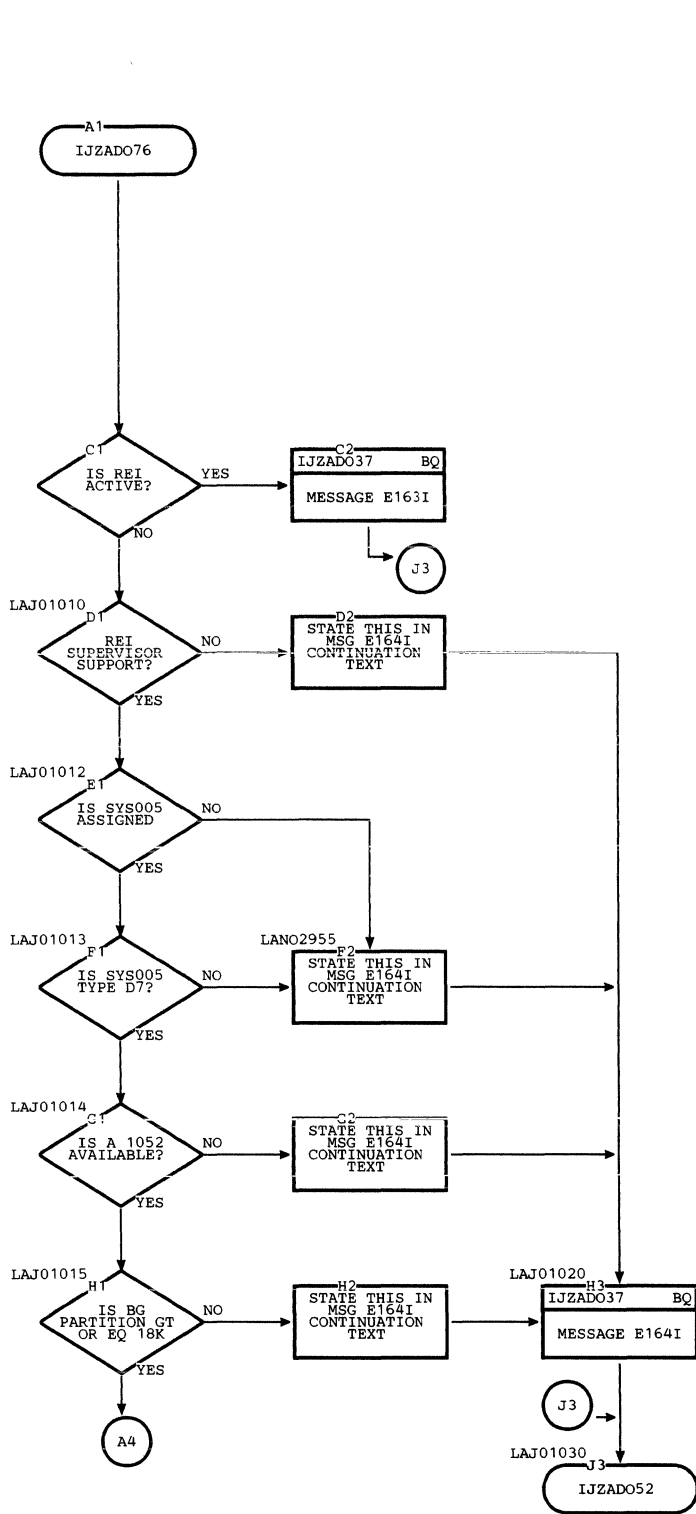 A1
IJZADO76
C1
IS REI
ACTIVE?
YES
NO
C2
IJZADO37 BQ
MESSAGE E163I
J3
LAJ01010
D1
REI
SUPERVISOR
SUPPORT?
NO
YES
D2
STATE THIS IN
MSG E164I
CONTINUATION
TEXT
LAJ01012
E1
IS SYS005
ASSIGNED
NO
YES
LAJ01013
F1
IS SYS005
TYPE D7?
NO
YES
LANO2955
F2
STATE THIS IN
MSG E164I
CONTINUATION
TEXT
LAJ01014
G1
IS A 1052
AVAILABLE?
NO
YES
G2
STATE THIS IN
MSG E164I
CONTINUATION
TEXT
LAJ01015
H1
IS BG
PARTITION GT
OR EQ 18K
NO
YES
H2
STATE THIS IN
MSG E164I
CONTINUATION
TEXT
LAJ01020
H3
IJZADO37 BQ
MESSAGE E164I
A4
J3
LAJ01030
J3
IJZADO52